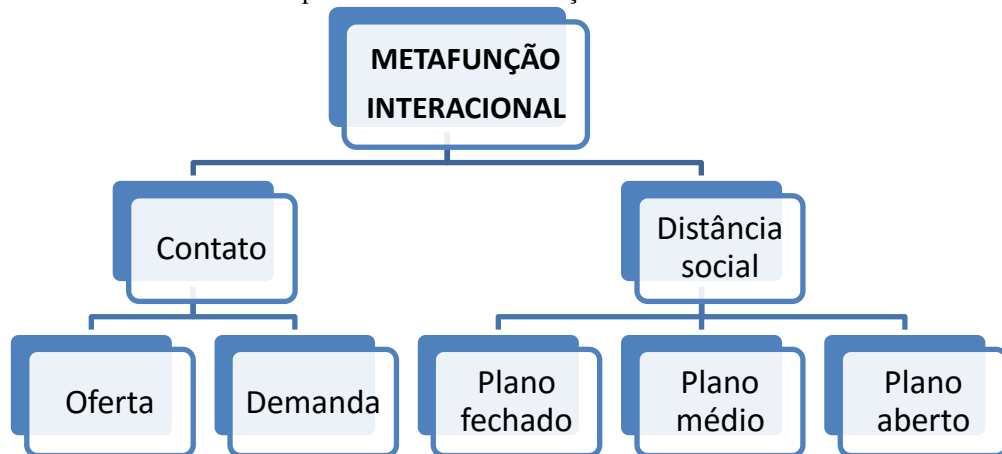 METAFUNÇÃO
INTERACIONAL
Contato
Distância
social
Oferta
Demanda
Plano
fechado
Plano
médio
Plano
aberto